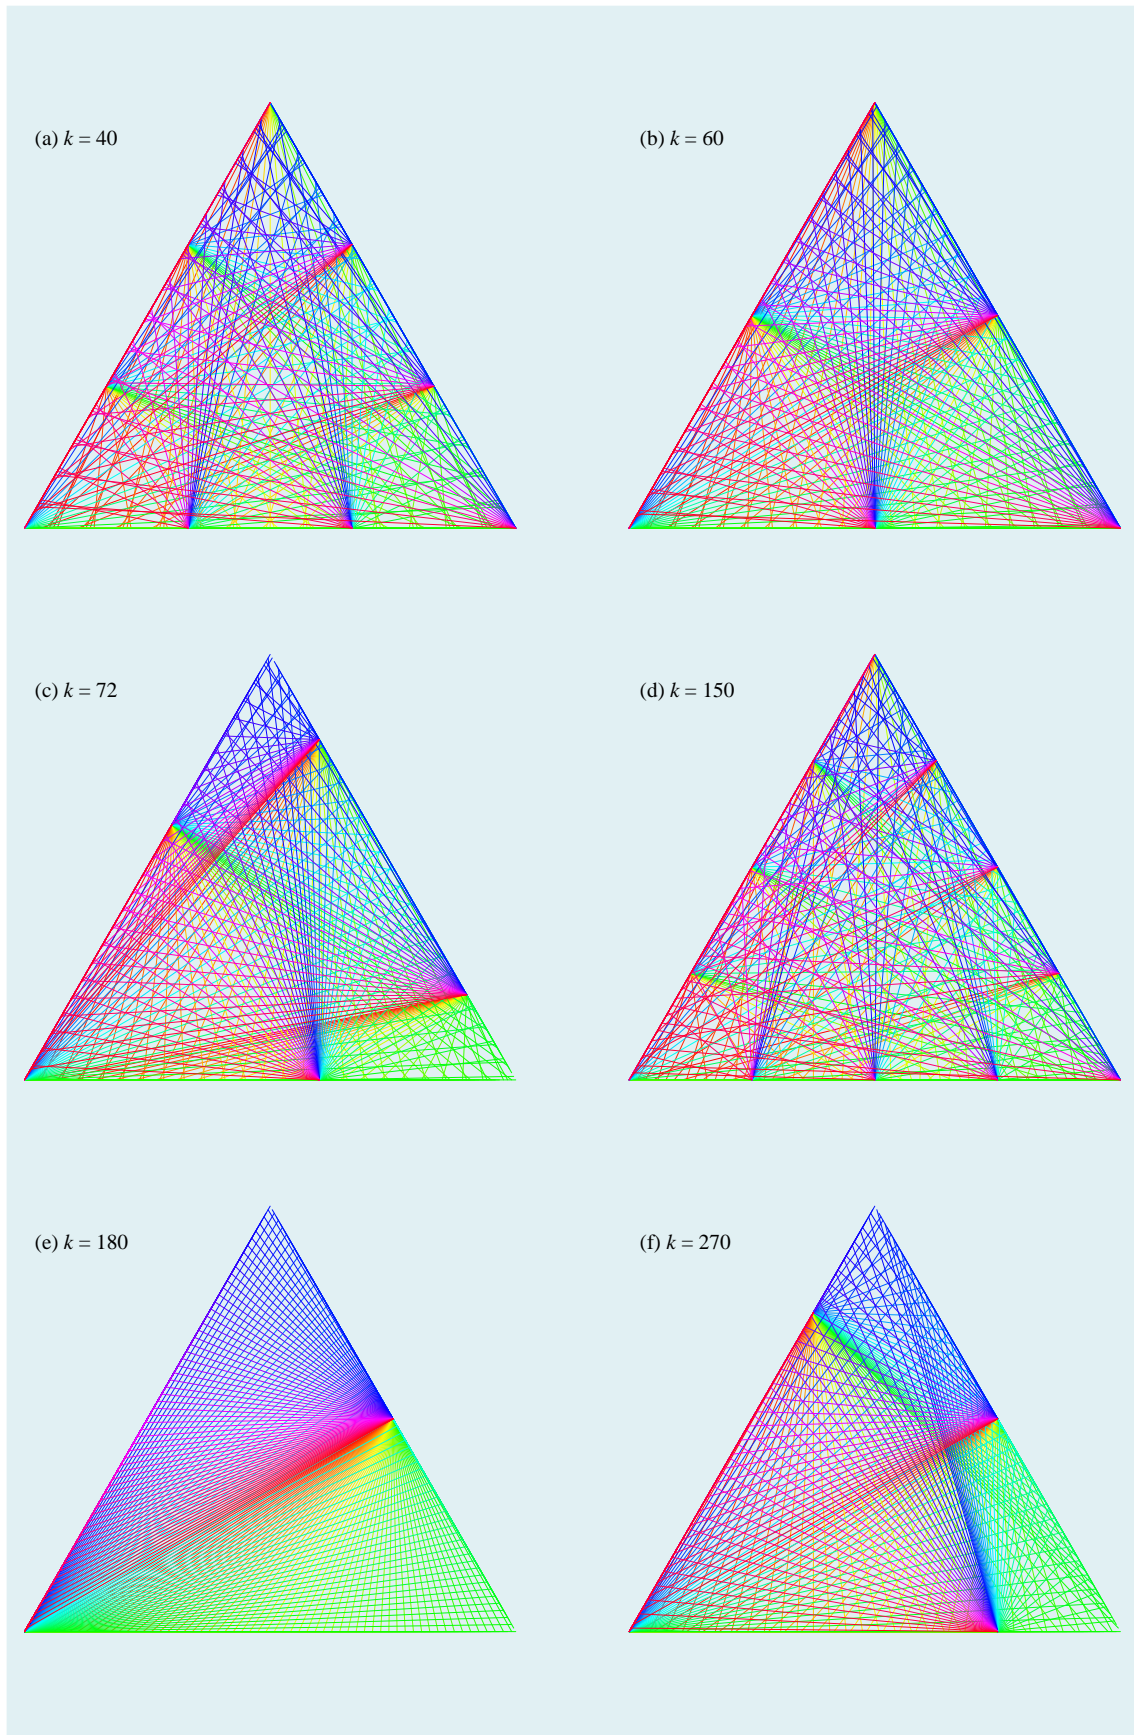 (a) k = 40
(b) k = 60
(c) k = 72
(d) k = 150
(e) k = 180
(f) k = 270